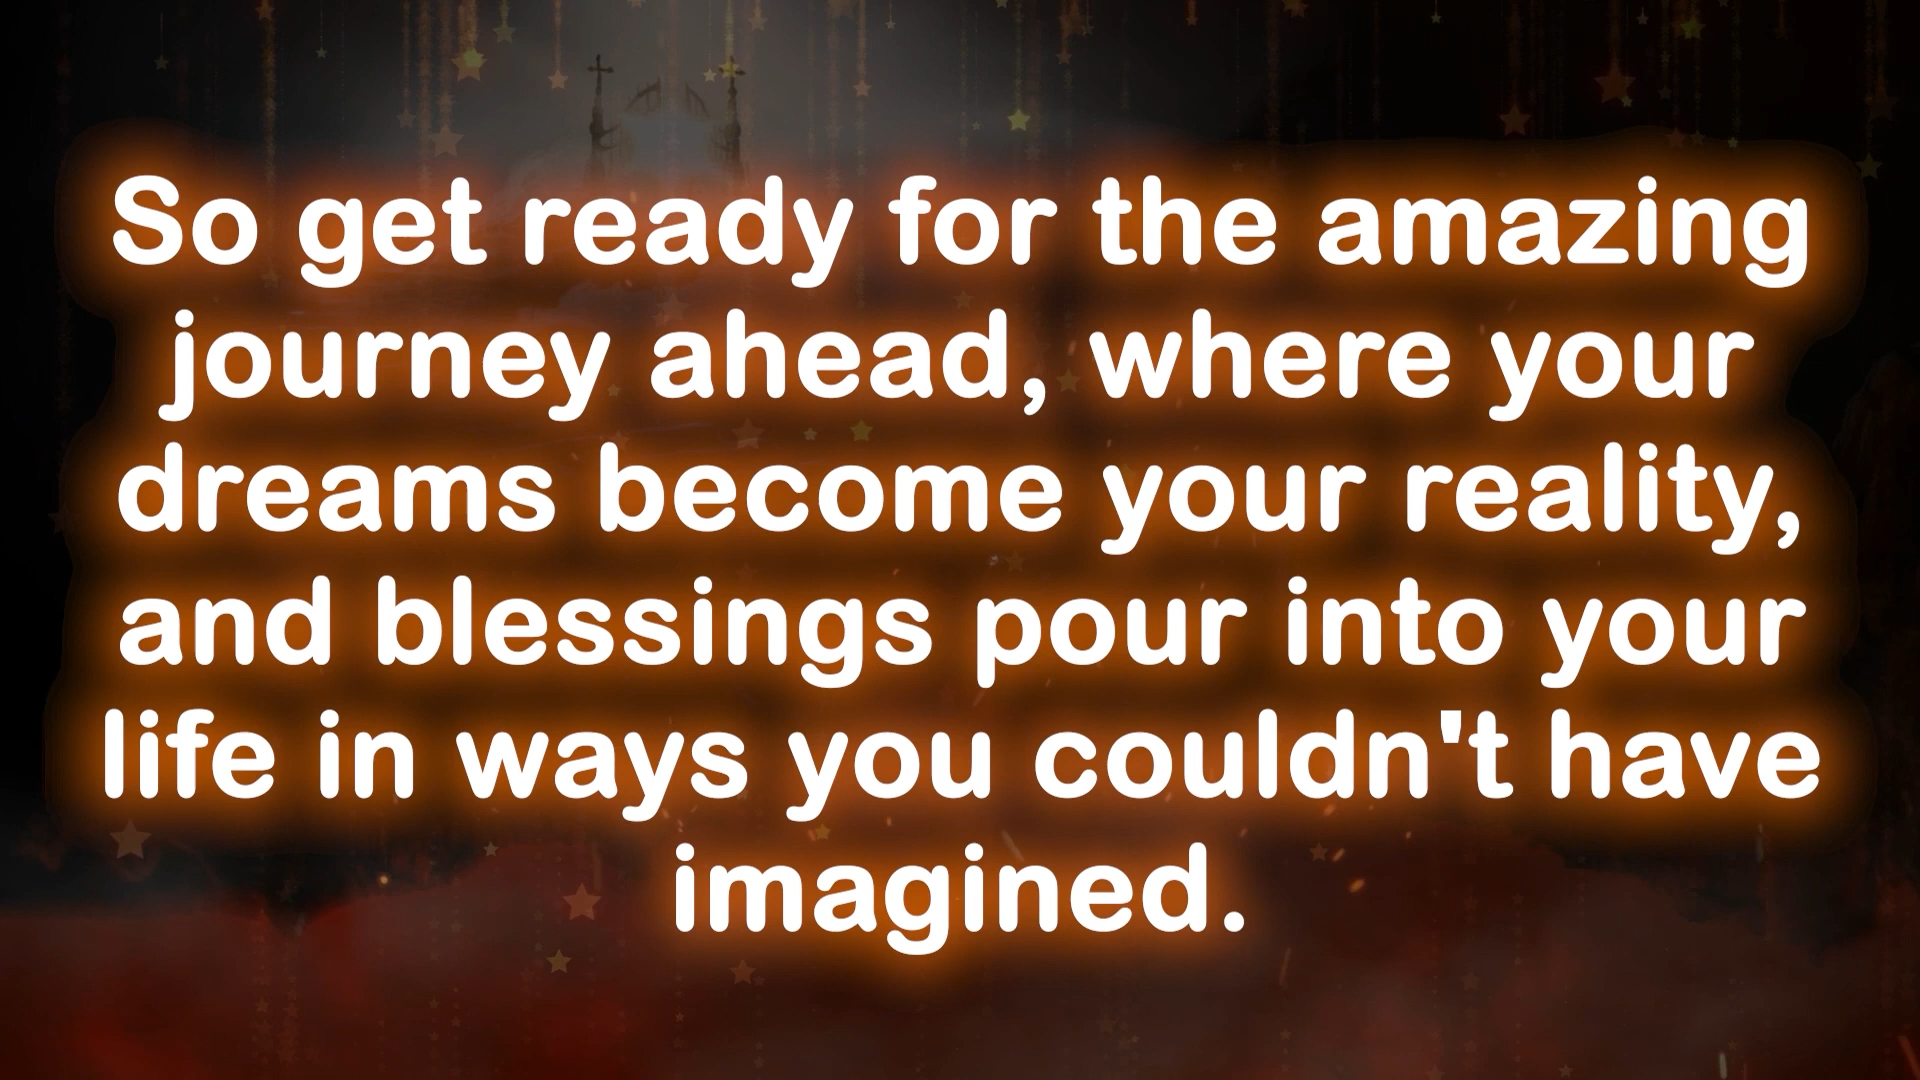 So get ready for the amazing
journey ahead, where your
dreams become your reality,
and blessings pour into your
life in ways you couldn't have
imagined.